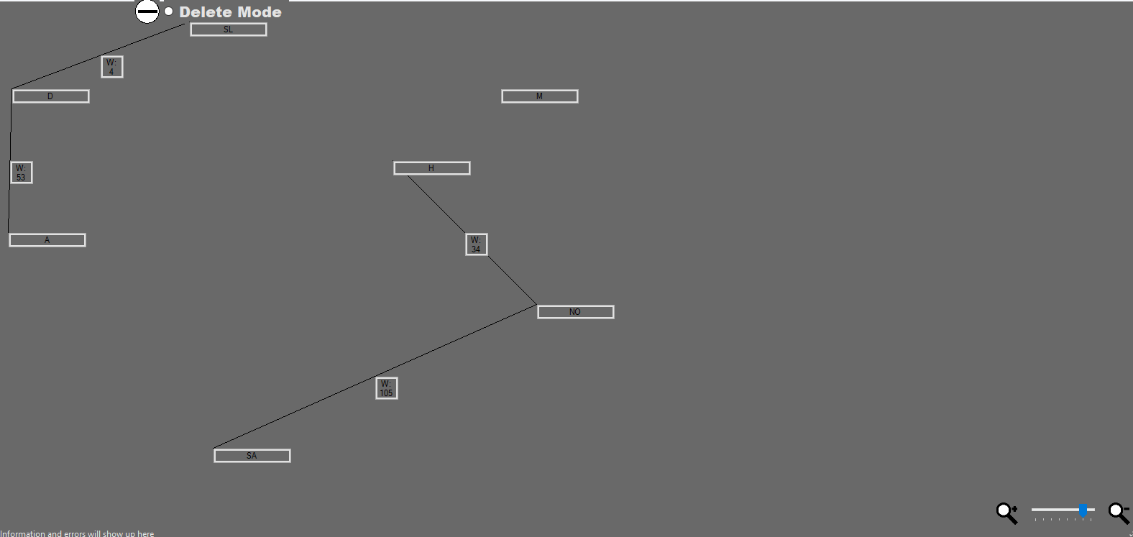 Delete Mode
SL
W:
4
D
M
W:
53
H
A
W:
34
NO
W:
105
SA
Information and errors will show up here